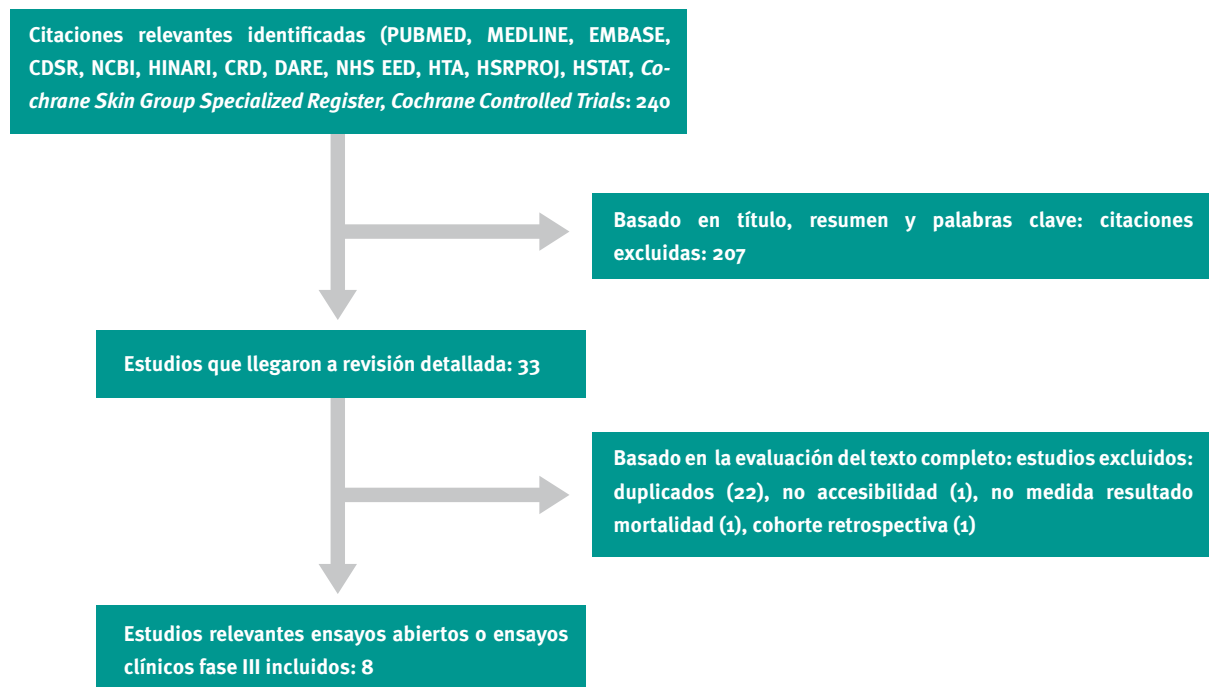 Citaciones relevantes identificadas (PUBMED, MEDLINE, EMBASE,
CDSR, NCBI, HINARI, CRD, DARE, NHS EED, HTA, HSRPROJ, HSTAT, Co-
chrane Skin Group Specialized Register, Cochrane Controlled Trials: 240
Basado en título, resumen y palabras clave: citaciones
excluidas: 207
Estudios que llegaron a revisión detallada: 33
Basado en la evaluación del texto completo: estudios excluidos:
duplicados (22), no accesibilidad (1), no medida resultado
mortalidad (1), cohorte retrospectiva (1)
Estudios relevantes ensayos abiertos o ensayos
clínicos fase III incluidos: 8